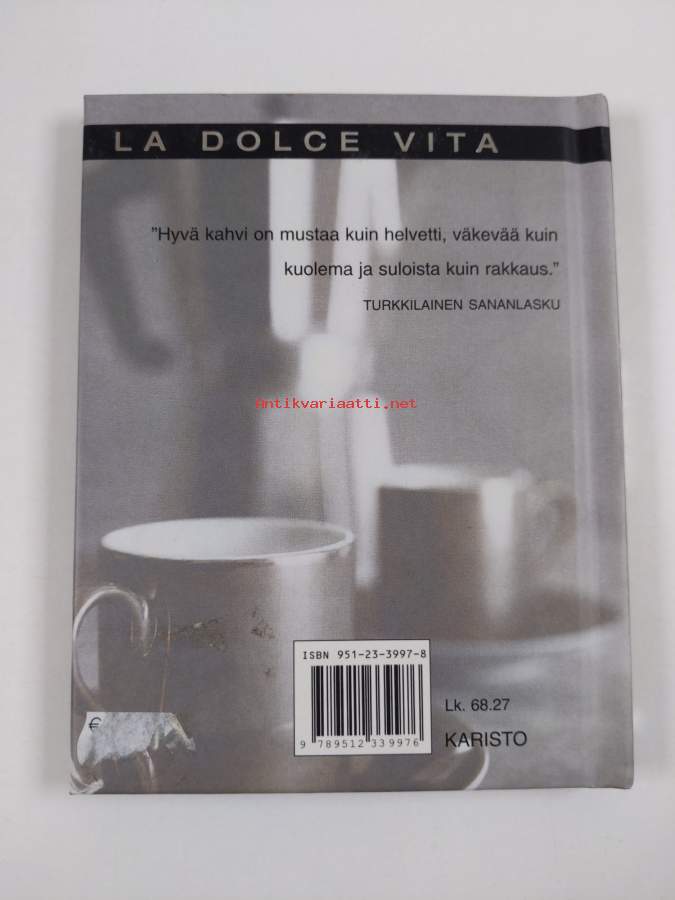 LA DOLCE VITA
"Hyvä kahvi on mustaa kuin helvetti, väkevää kuin
kuolema ja suloista kuin rakkaus."
TURKKILAINEN SANANLASKU
antikvariaatti.net
ISBN 951-23-3997-8
Lk. 68.27
9 789512 339976
KARISTO
€